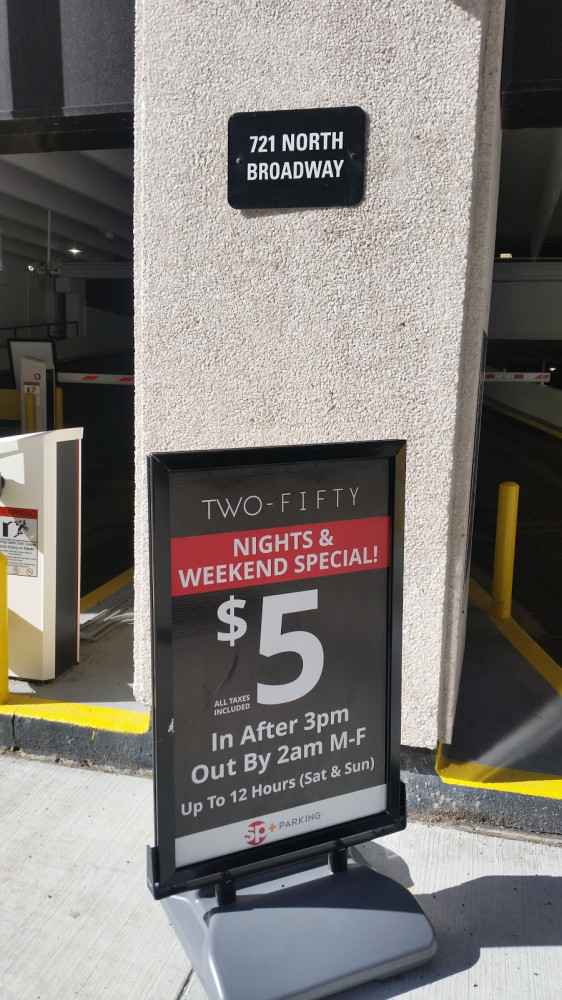 721 NORTH
BROADWAY
TWO-FIFTY
NIGHTS &
WEEKEND SPECIAL!
$5
ALL TAXES
INCLUDED
In After 3pm
Out By 2am M-F
Up To 12 Hours (Sat & Sun)
sp+ PARKING